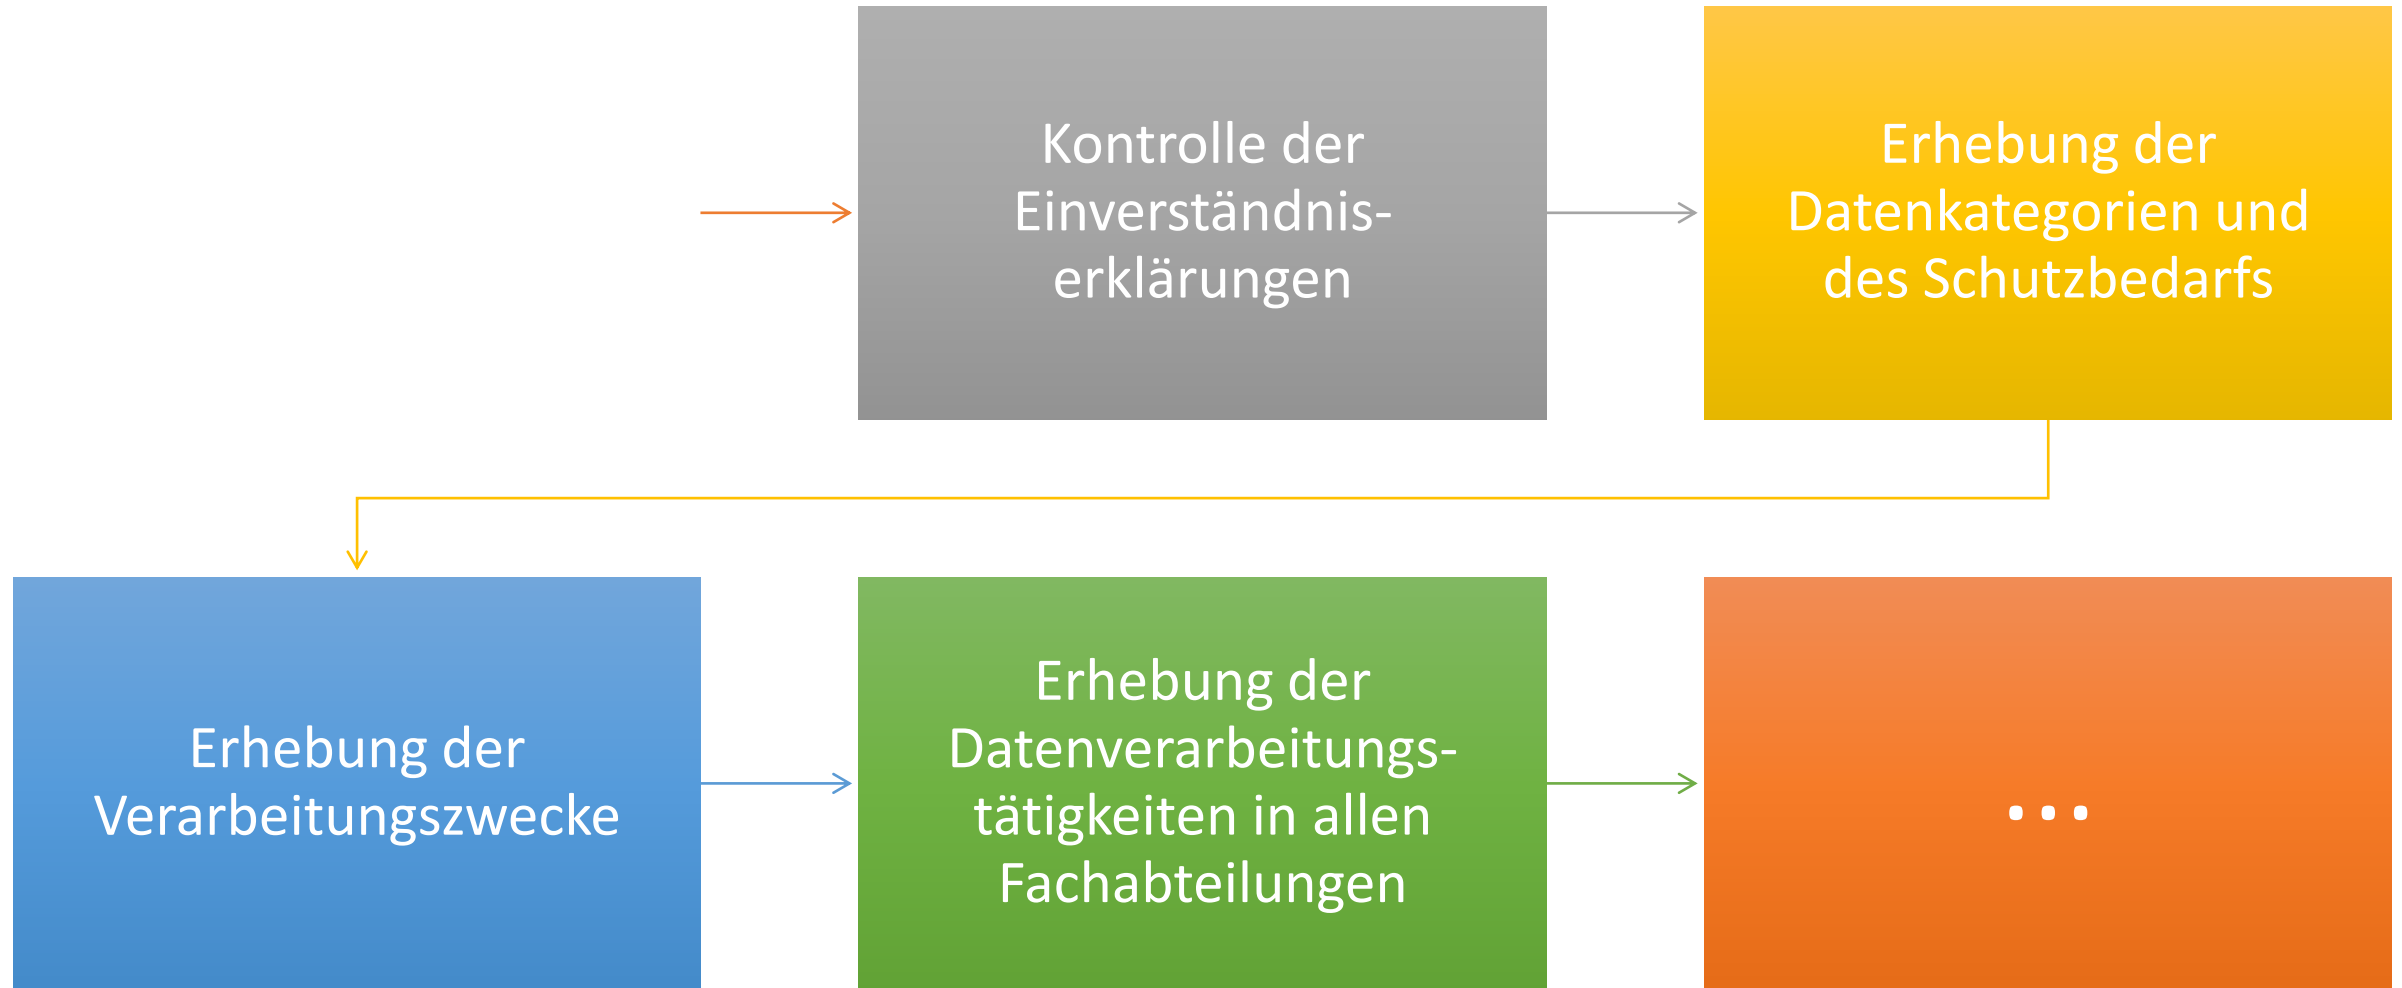 Kontrolle der
Einverständnis-
erklärungen
Erhebung der
Datenkategorien und
des Schutzbedarfs
Erhebung der
Verarbeitungszwecke
Erhebung der
Datenverarbeitungs-
tätigkeiten in allen
Fachabteilungen
...